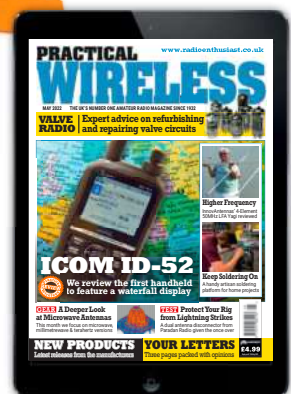 PRACTICAL
www.radioenthusiast.co.uk
WIRELESS
MAY 2022 THE UK'S NUMBER ONE AMATEUR RADIO MAGAZINE SINCE 1932
VALVE RADIO
Expert advice on refurbishing
and repairing valve circuits
Higher Frequency
InnovAntennas' 4-Element
50MHz LFA Yagi reviewed
ICOM ID-52
We review the first handheld
to feature a waterfall display
Keep Soldering On
A handy artisan soldering
platform for home projects
GEAR A Deeper Look
at Microwave Antennas
This month we focus on microwave,
millimetrewave & terahertz versions
TEST Protect Your Rig
from Lightning Strikes
A dual antenna disconnector from
Paradan Radio given the once over
NEW PRODUCTS
Latest releases from the manufacturers
YOUR LETTERS
Three pages packed with opinions
£4.99